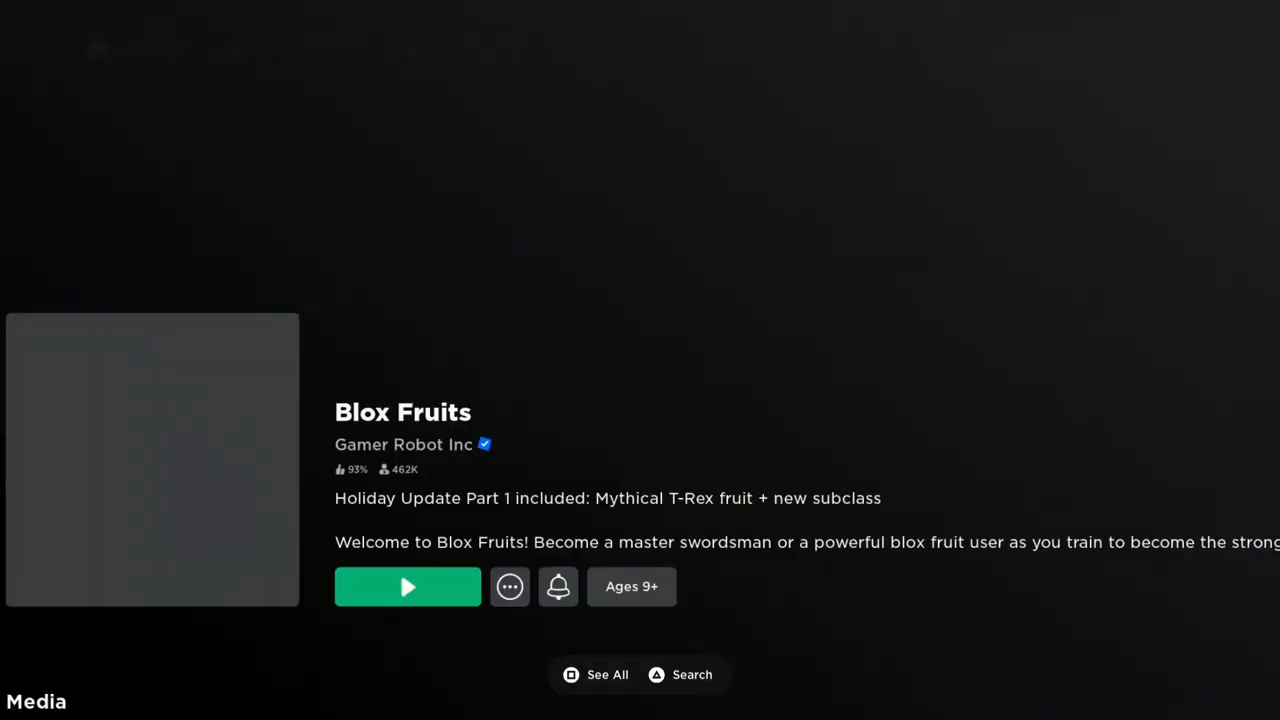 Blox Fruits
Gamer Robot Inc
93% 462K
Holiday Update Part 1 included: Mythical T-Rex fruit + new subclass
Welcome to Blox Fruits! Become a master swordsman or a powerful blox fruit user as you train to become the strong
Ages 9+
See All Search
Media